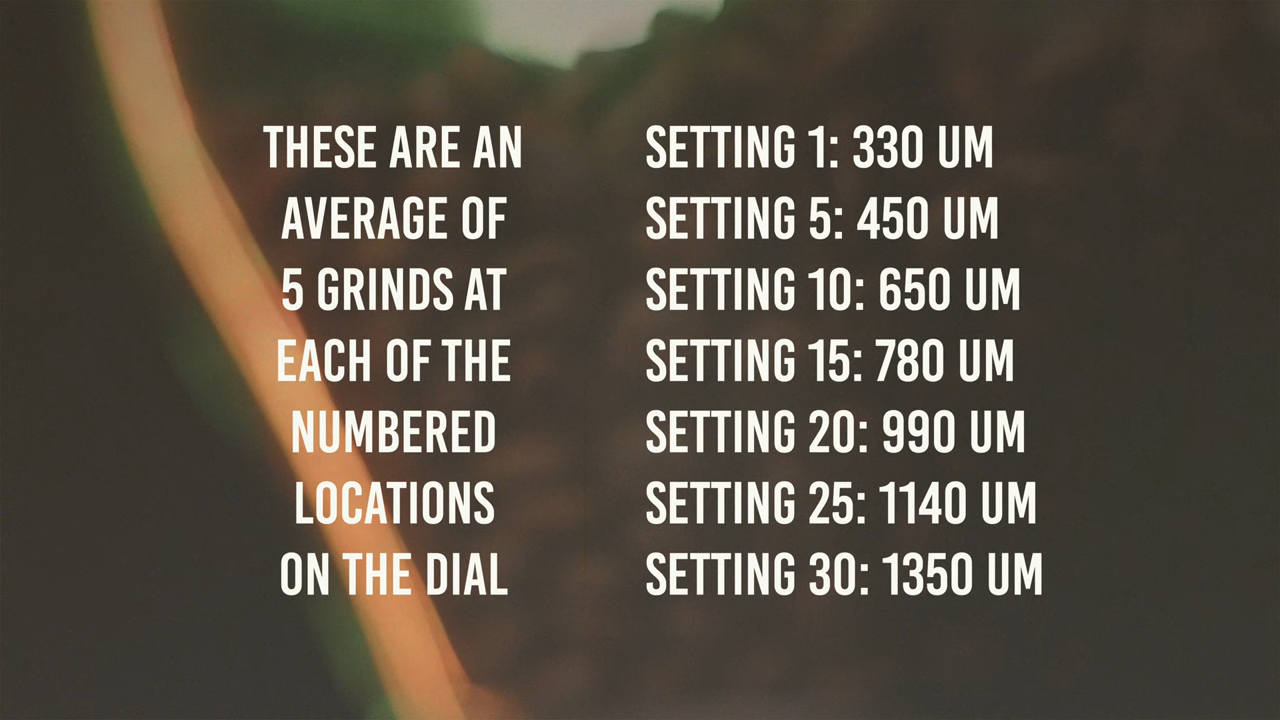 THESE ARE AN
AVERAGE OF
5 GRINDS AT
EACH OF THE
NUMBERED
LOCATIONS
ON THE DIAL
SETTING 1: 330 UM
SETTING 5: 450 UM
SETTING 10: 650 UM
SETTING 15: 780 UM
SETTING 20: 990 UM
SETTING 25: 1140 UM
SETTING 30: 1350 UM